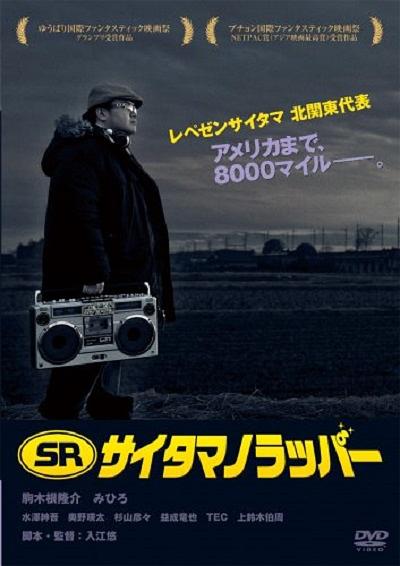 ゆうばり国際ファンタスティック映画祭
グランプリ受賞作品
プチョン国際ファンタスティック映画祭
NETPAC賞(アジア映画最高賞)受賞作品
レペゼンサイタマ 北関東代表
アメリカまで、
8000マイル──。
SR サイタマノラッパー
駒木根隆介 みひろ
水澤紳吾 奥野瑛太 杉山彦々 益成竜也 TEC 上鈴木伯周
脚本・監督:入江悠
DVD
VIDEO